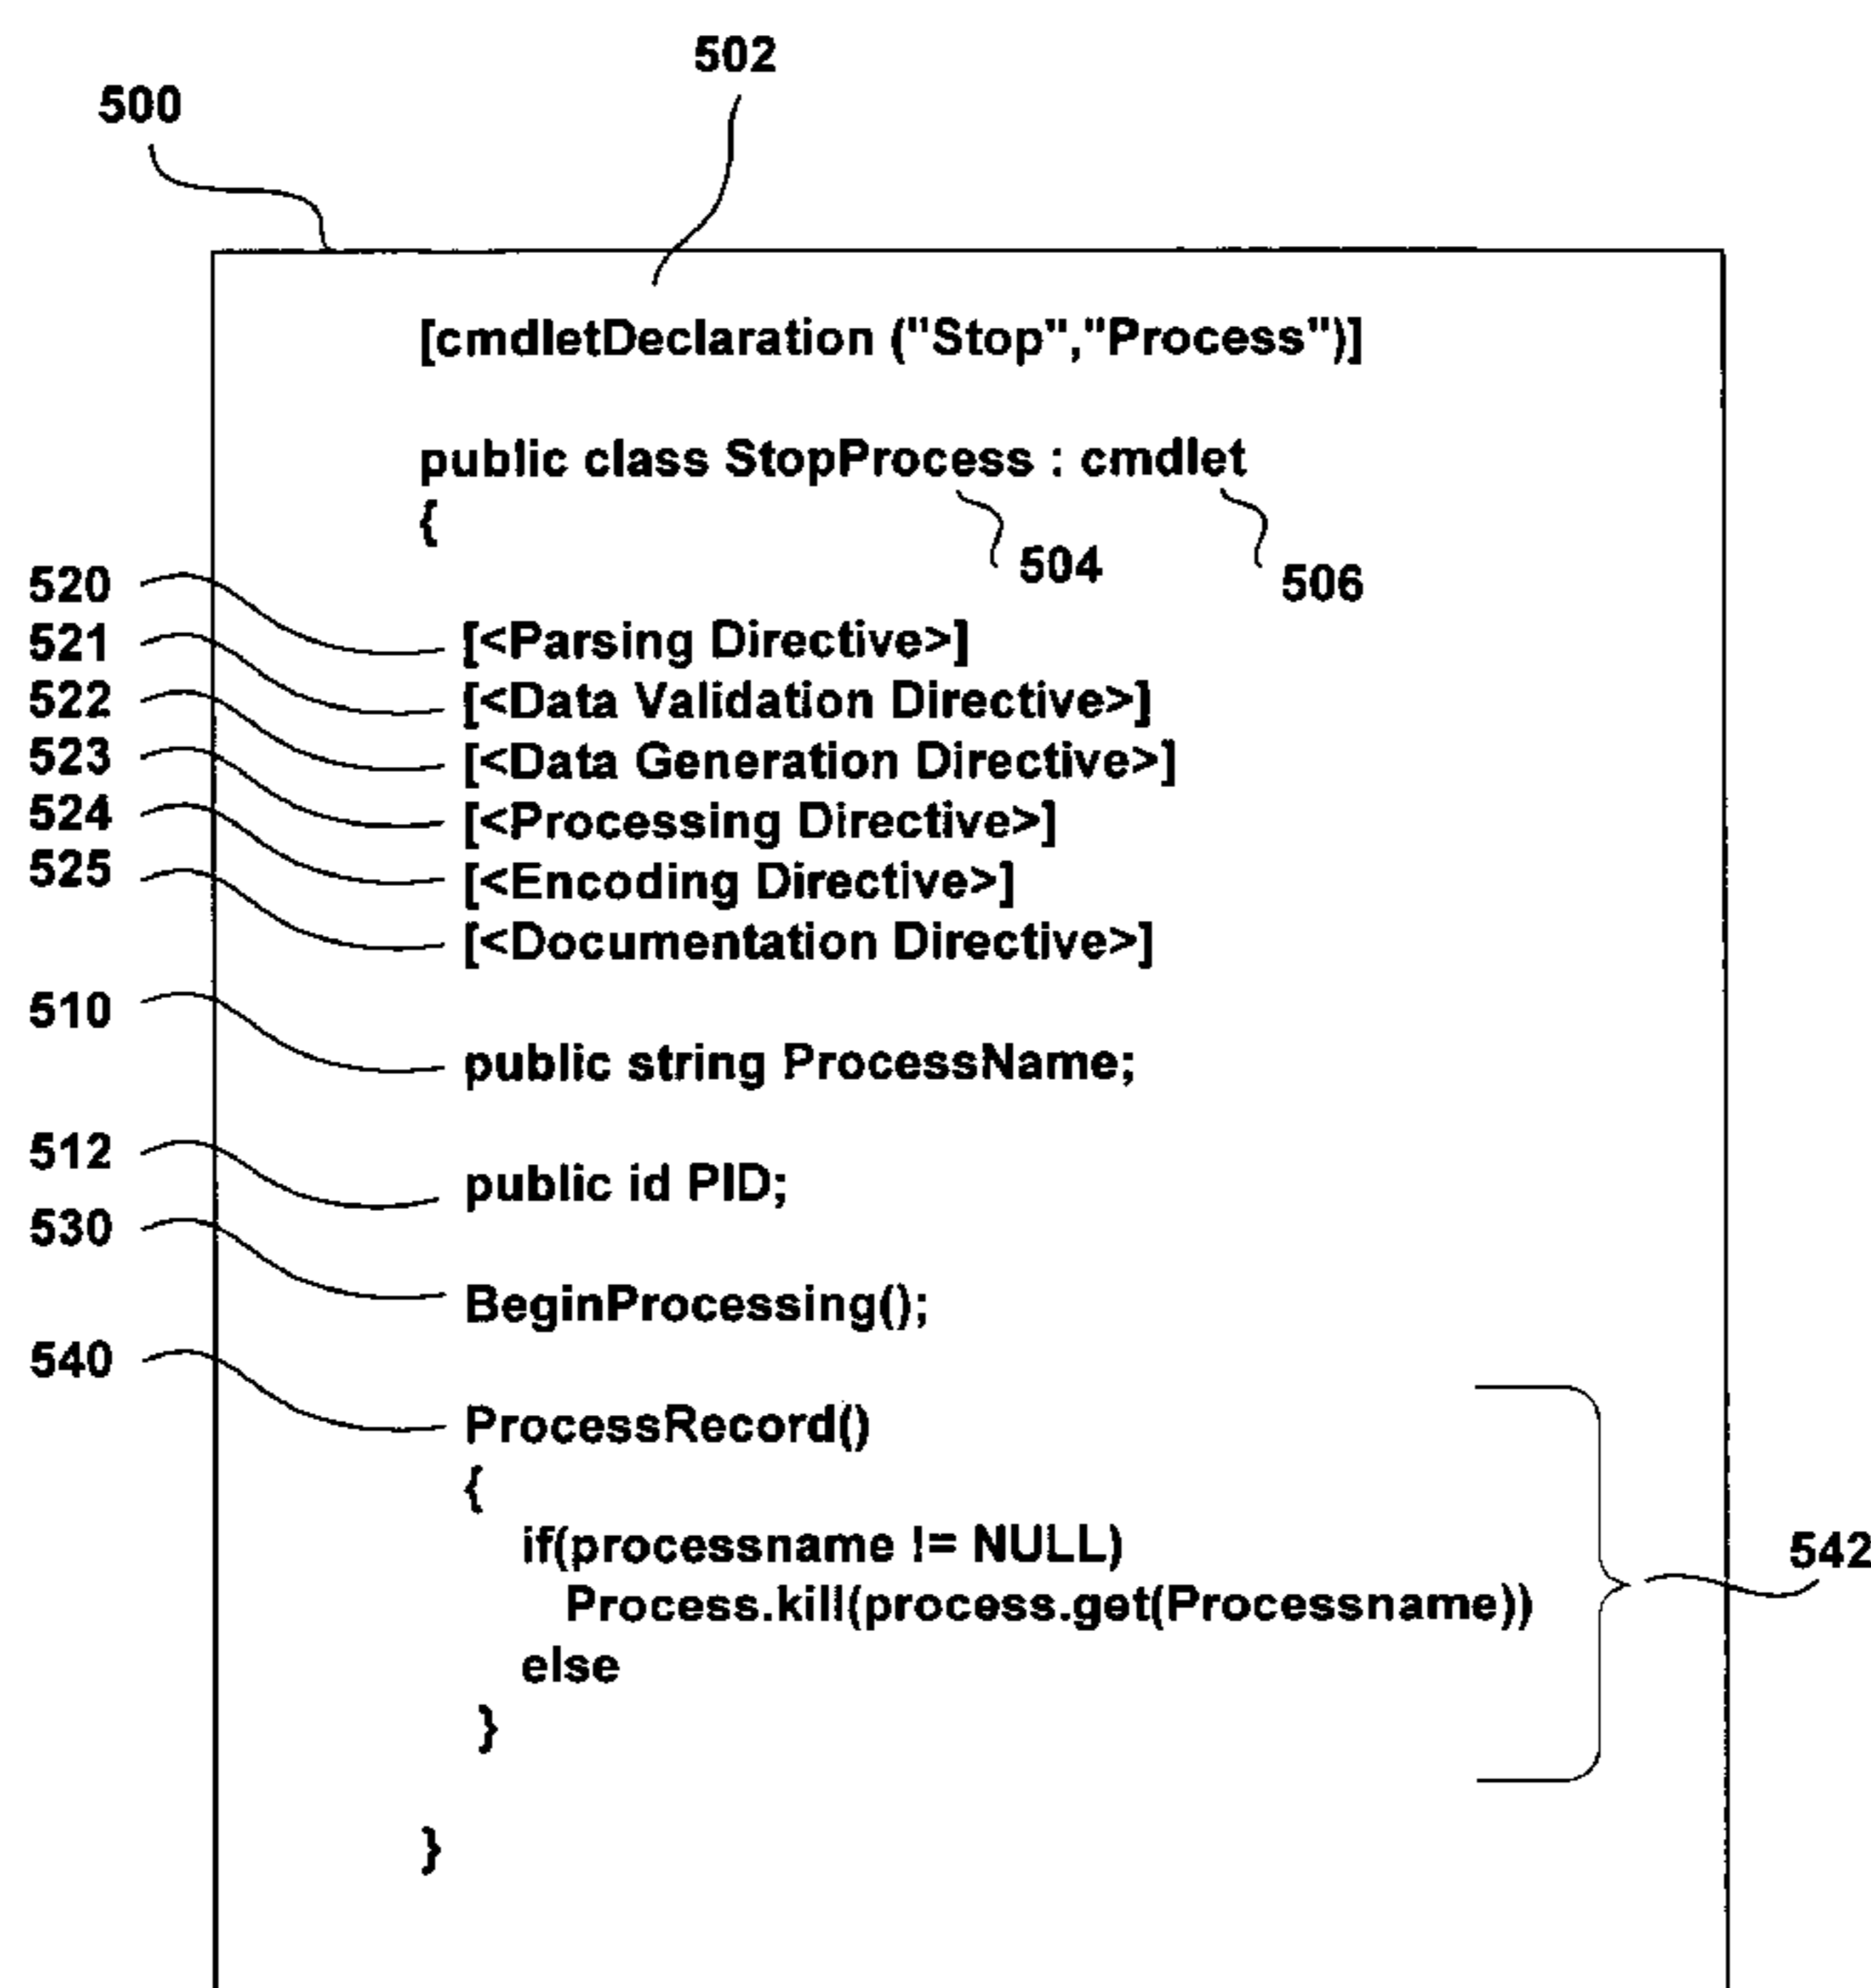 502
500
[cmdletDeclaration ("Stop","Process")]
public class StopProcess : cmdlet
{
504
506
520
[<Parsing Directive>]
521
[<Data Validation Directive>]
522
[<Data Generation Directive>]
523
[<Processing Directive>]
524
[<Encoding Directive>]
525
[<Documentation Directive>]
510
public string ProcessName;
512
public id PID;
530
BeginProcessing();
540
ProcessRecord()
{
if(processname != NULL)
542
Process.kill(process.get(Processname))
else
}
}